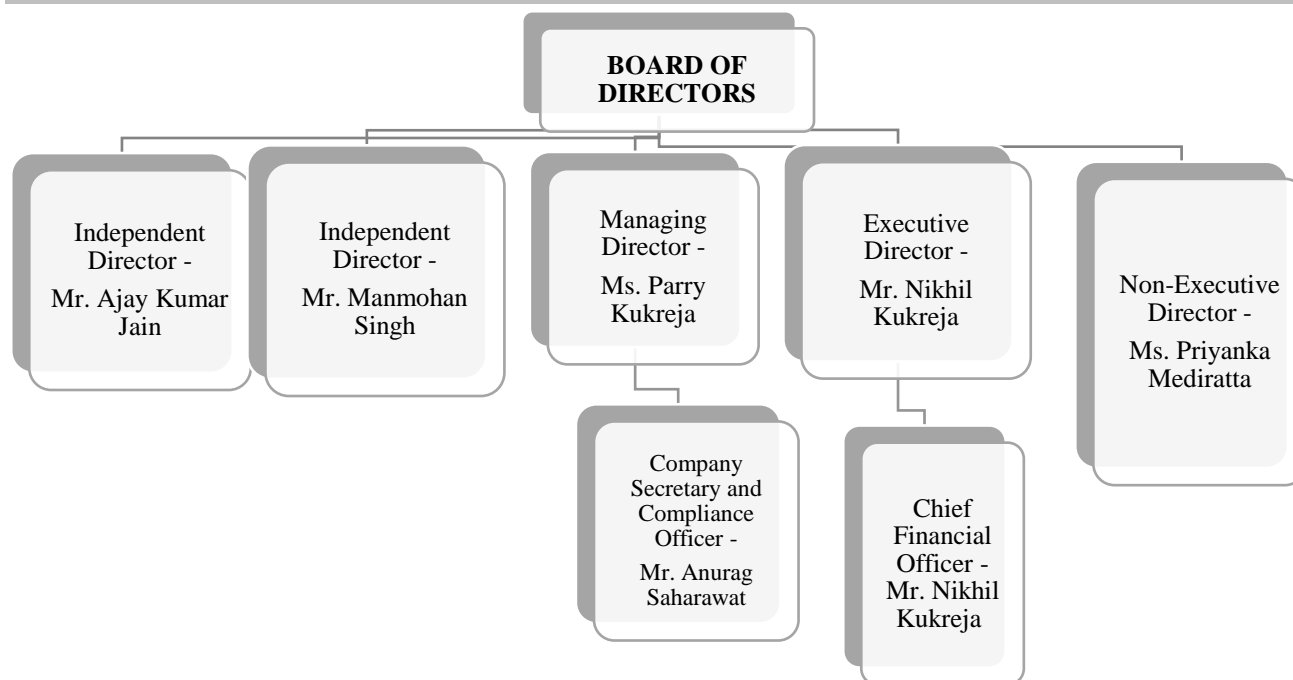 BOARD OF
DIRECTORS
Independent
Director -
Mr. Ajay Kumar
Jain
Independent
Director -
Mr. Manmohan
Singh
Managing
Director -
Ms. Parry
Kukreja
Executive
Director -
Mr. Nikhil
Kukreja
Non-Executive
Director -
Ms. Priyanka
Mediratta
Company
Secretary and
Compliance
Officer -
Mr. Anurag
Saharawat
Chief
Financial
Officer -
Mr. Nikhil
Kukreja